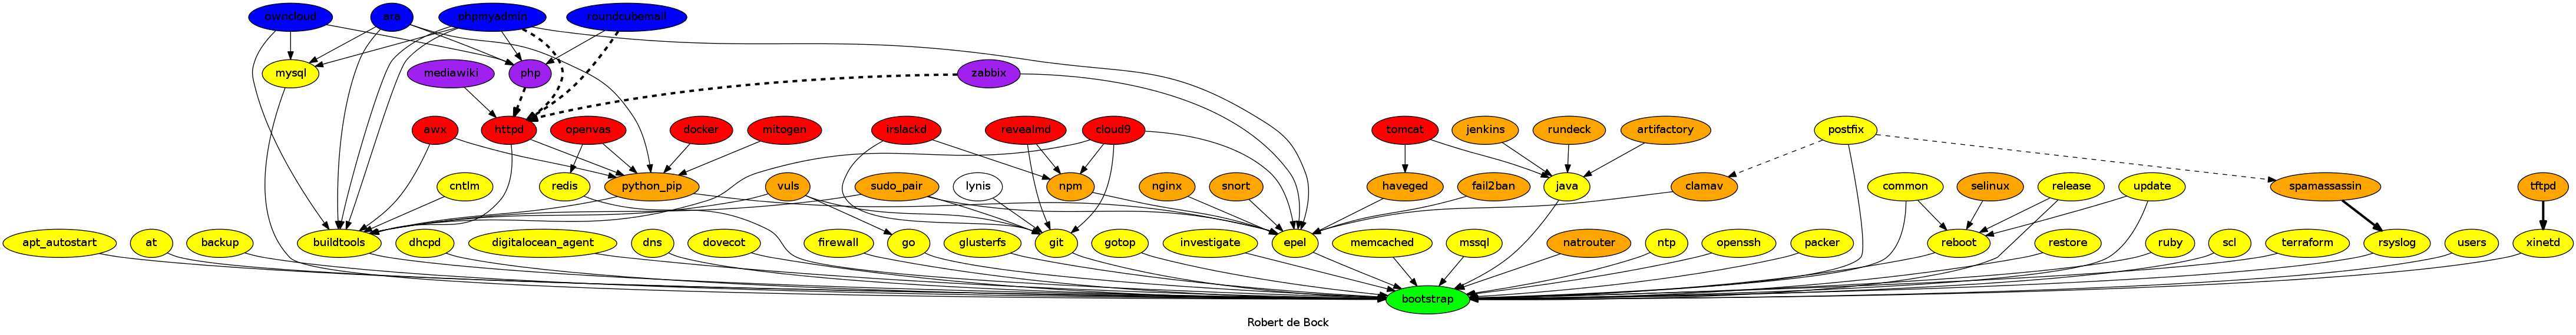 owncloud
ara
phpmyadmin
roundcubemail
mysql
mediawiki
php
zabbix
awx
httpd
openvas
docker
mitogen
irslackd
revealmd
cloud9
tomcat
jenkins
rundeck
artifactory
postfix
cntlm
redis
python_pip
vuls
sudo_pair
lynis
npm
nginx
snort
haveged
fail2ban
java
clamav
common
selinux
release
update
spamassassin
tftpd
apt_autostart
at
backup
buildtools
dhcpd
digitalocean_agent
dns
dovecot
firewall
go
glusterfs
git
gotop
investigate
epel
memcached
mssql
natrouter
ntp
openssh
packer
reboot
restore
ruby
scl
terraform
rsyslog
users
xinetd
bootstrap
Robert de Bock